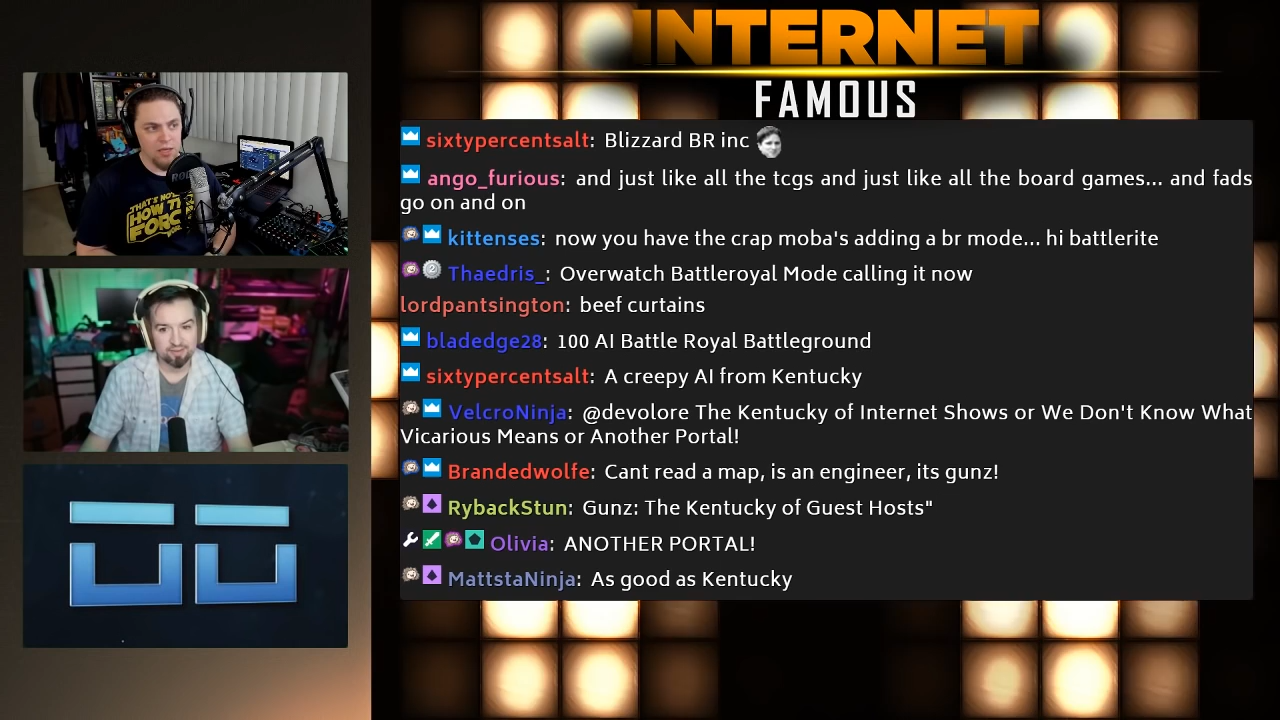 INTERNET
FAMOUS
sixtypercentsalt: Blizzard BR inc
ango_furious: and just like all the tcgs and just like all the board games... and fads
go on and on
kittenses: now you have the crap moba's adding a br mode... hi battlerite
Thaedris_: Overwatch Battleroyal Mode calling it now
lordpantsington: beef curtains
bladedge28: 100 AI Battle Royal Battleground
sixtypercentsalt: A creepy AI from Kentucky
VelcroNinja: @devolore The Kentucky of Internet Shows or We Don't Know What
Vicarious Means or Another Portal!
Brandedwolfe: Cant read a map, is an engineer, its gunz!
RybackStun: Gunz: The Kentucky of Guest Hosts"
Olivia: ANOTHER PORTAL!
MattstaNinja: As good as Kentucky
THAT'S NOT
HOW THE
FORC